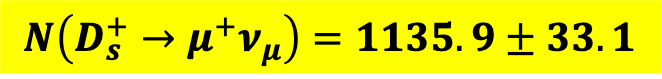 N(D_s^+ → μ^+ν_μ) = 1135.9 ± 33.1